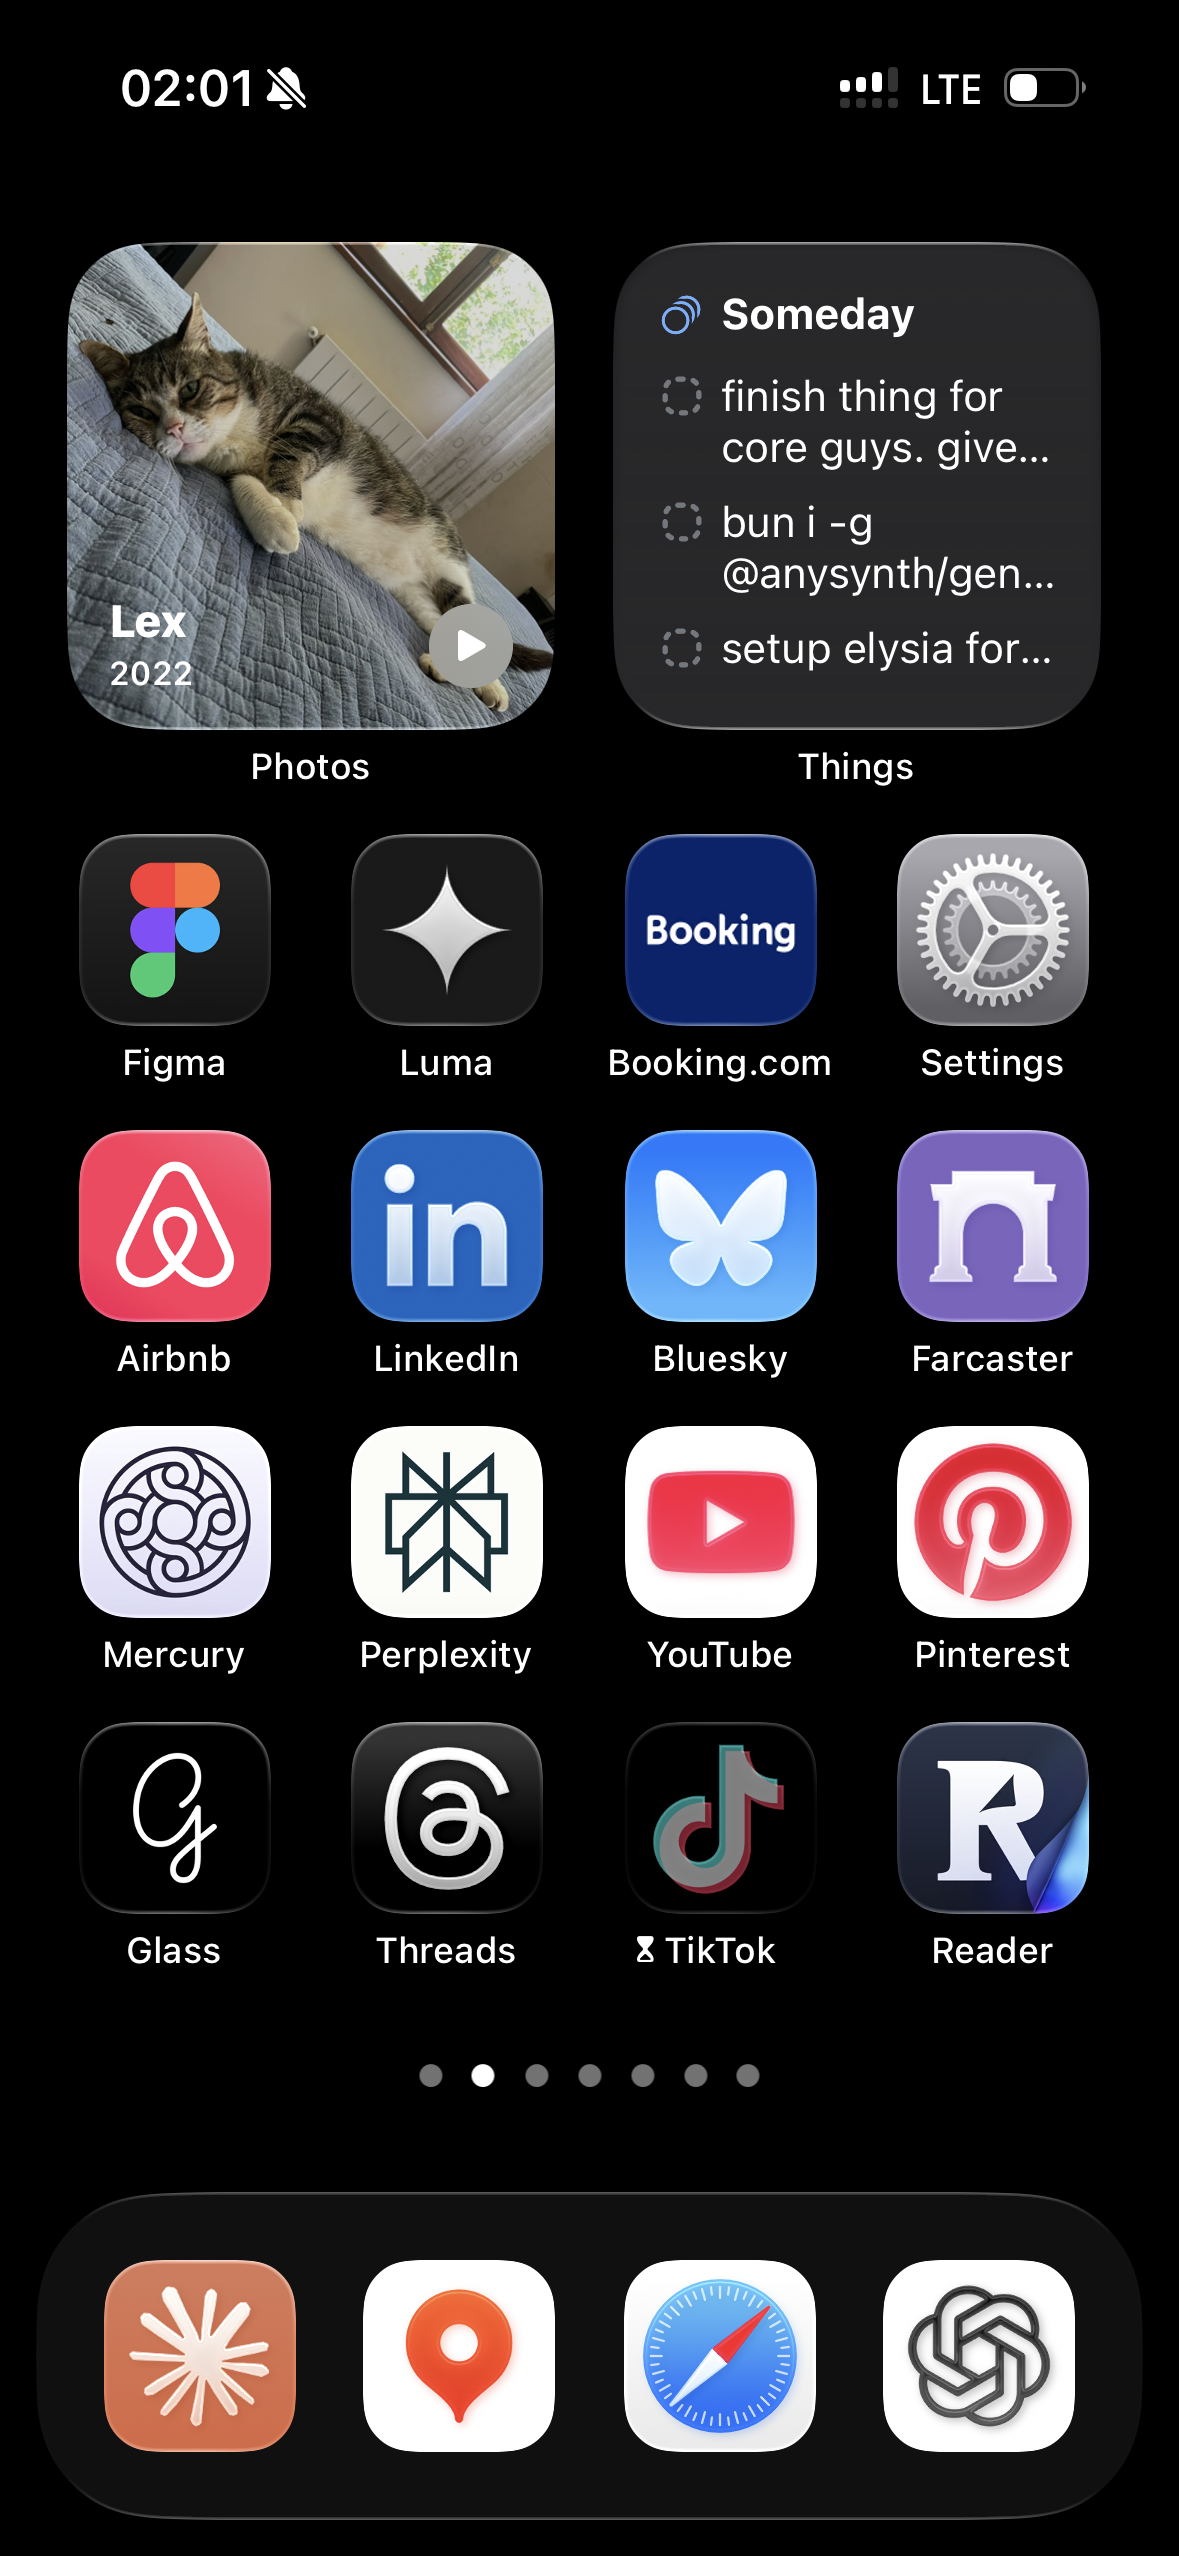 02:01
LTE
Lex
2022
Photos
Someday
finish thing for
core guys. give...
bun i -g
@anysynth/gen...
setup elysia for...
Things
Booking
Figma
Luma
Booking.com
Settings
in
Airbnb
LinkedIn
Bluesky
Farcaster
Mercury
Perplexity
YouTube
Pinterest
Glass
Threads
TikTok
Reader